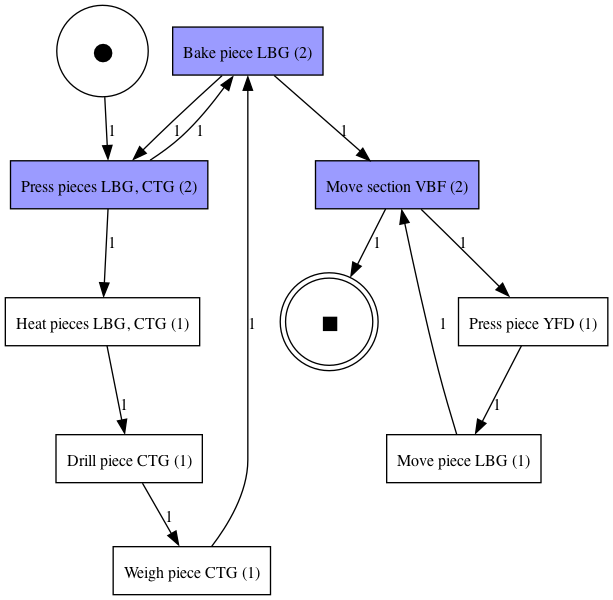 Bake piece LBG (2)
1
1
1
1
Press pieces LBG, CTG (2)
Move section VBF (2)
1
1
1
Heat pieces LBG, CTG (1)
1
1
Press piece YFD (1)
1
1
Drill piece CTG (1)
Move piece LBG (1)
1
Weigh piece CTG (1)